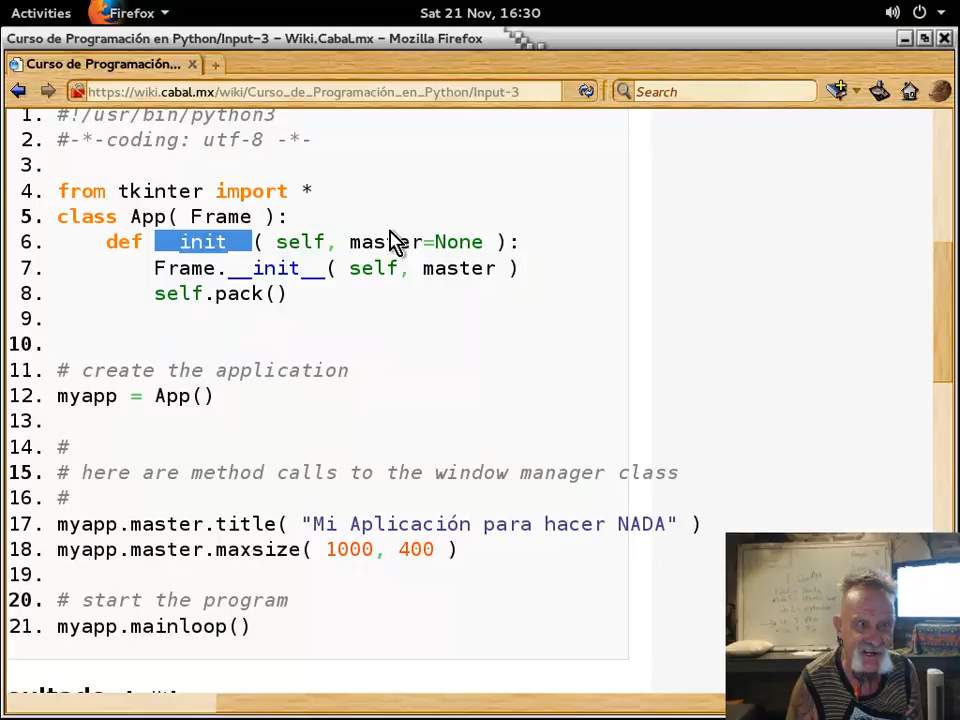 Activities Firefox Sat 21 Nov, 16:30
Curso de Programación en Python/Input-3 – Wiki.Cabal.mx – Mozilla Firefox
Curso de Programación...
https://wiki.cabal.mx/wiki/Curso_de_Programación_en_Python/Input-3 Search
1. #!/usr/bin/python3
2. #-*-coding: utf-8 -*-
3.
4. from tkinter import *
5. class App( Frame ):
6. def __init__( self, master=None ):
7. Frame.__init__( self, master )
8. self.pack()
9.
10.
11. # create the application
12. myapp = App()
13.
14. #
15. # here are method calls to the window manager class
16. #
17. myapp.master.title( "Mi Aplicación para hacer NADA" )
18. myapp.master.maxsize( 1000, 400 )
19.
20. # start the program
21. myapp.mainloop()